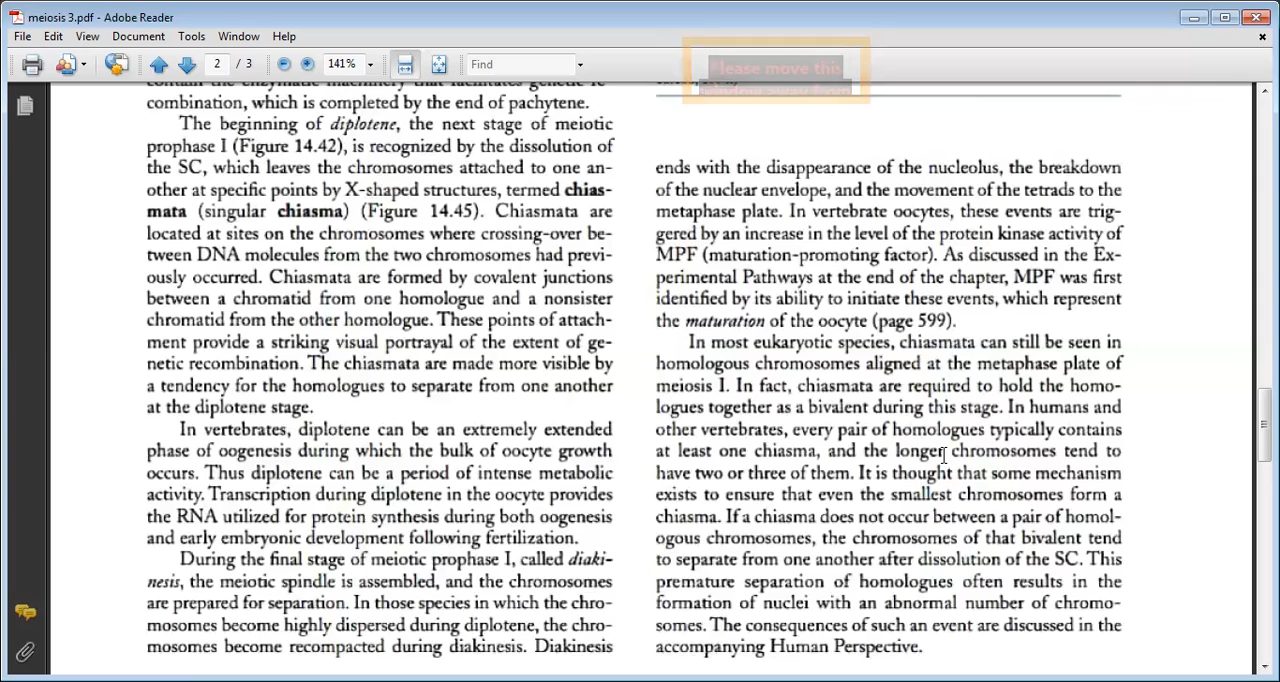 meiosis 3.pdf - Adobe Reader
File Edit View Document Tools Window Help
2 / 3 141% Find
Please move this
combination, which is completed by the end of pachytene.
The beginning of diplotene, the next stage of meiotic
prophase I (Figure 14.42), is recognized by the dissolution of
the SC, which leaves the chromosomes attached to one an-
other at specific points by X-shaped structures, termed chias-
mata (singular chiasma) (Figure 14.45). Chiasmata are
located at sites on the chromosomes where crossing-over be-
tween DNA molecules from the two chromosomes had previ-
ously occurred. Chiasmata are formed by covalent junctions
between a chromatid from one homologue and a nonsister
chromatid from the other homologue. These points of attach-
ment provide a striking visual portrayal of the extent of ge-
netic recombination. The chiasmata are made more visible by
a tendency for the homologues to separate from one another
at the diplotene stage.
In vertebrates, diplotene can be an extremely extended
phase of oogenesis during which the bulk of oocyte growth
occurs. Thus diplotene can be a period of intense metabolic
activity. Transcription during diplotene in the oocyte provides
the RNA utilized for protein synthesis during both oogenesis
and early embryonic development following fertilization.
During the final stage of meiotic prophase I, called diaki-
nesis, the meiotic spindle is assembled, and the chromosomes
are prepared for separation. In those species in which the chro-
mosomes become highly dispersed during diplotene, the chro-
mosomes become recompacted during diakinesis. Diakinesis
ends with the disappearance of the nucleolus, the breakdown
of the nuclear envelope, and the movement of the tetrads to the
metaphase plate. In vertebrate oocytes, these events are trig-
gered by an increase in the level of the protein kinase activity of
MPF (maturation-promoting factor). As discussed in the Ex-
perimental Pathways at the end of the chapter, MPF was first
identified by its ability to initiate these events, which represent
the maturation of the oocyte (page 599).
In most eukaryotic species, chiasmata can still be seen in
homologous chromosomes aligned at the metaphase plate of
meiosis I. In fact, chiasmata are required to hold the homo-
logues together as a bivalent during this stage. In humans and
other vertebrates, every pair of homologues typically contains
at least one chiasma, and the longer chromosomes tend to
have two or three of them. It is thought that some mechanism
exists to ensure that even the smallest chromosomes form a
chiasma. If a chiasma does not occur between a pair of homol-
ogous chromosomes, the chromosomes of that bivalent tend
to separate from one another after dissolution of the SC. This
premature separation of homologues often results in the
formation of nuclei with an abnormal number of chromo-
somes. The consequences of such an event are discussed in the
accompanying Human Perspective.